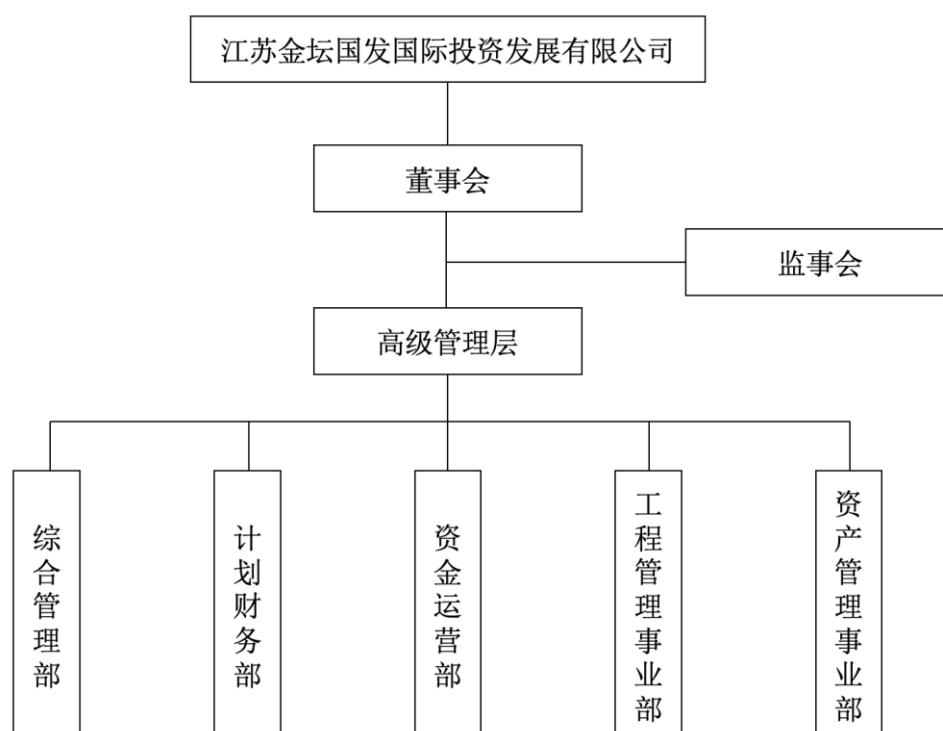 江苏金坛国发国际投资发展有限公司
董事会
监事会
高级管理层
综合管理部
计划财务部
资金运营部
工程管理事业部
资产管理事业部